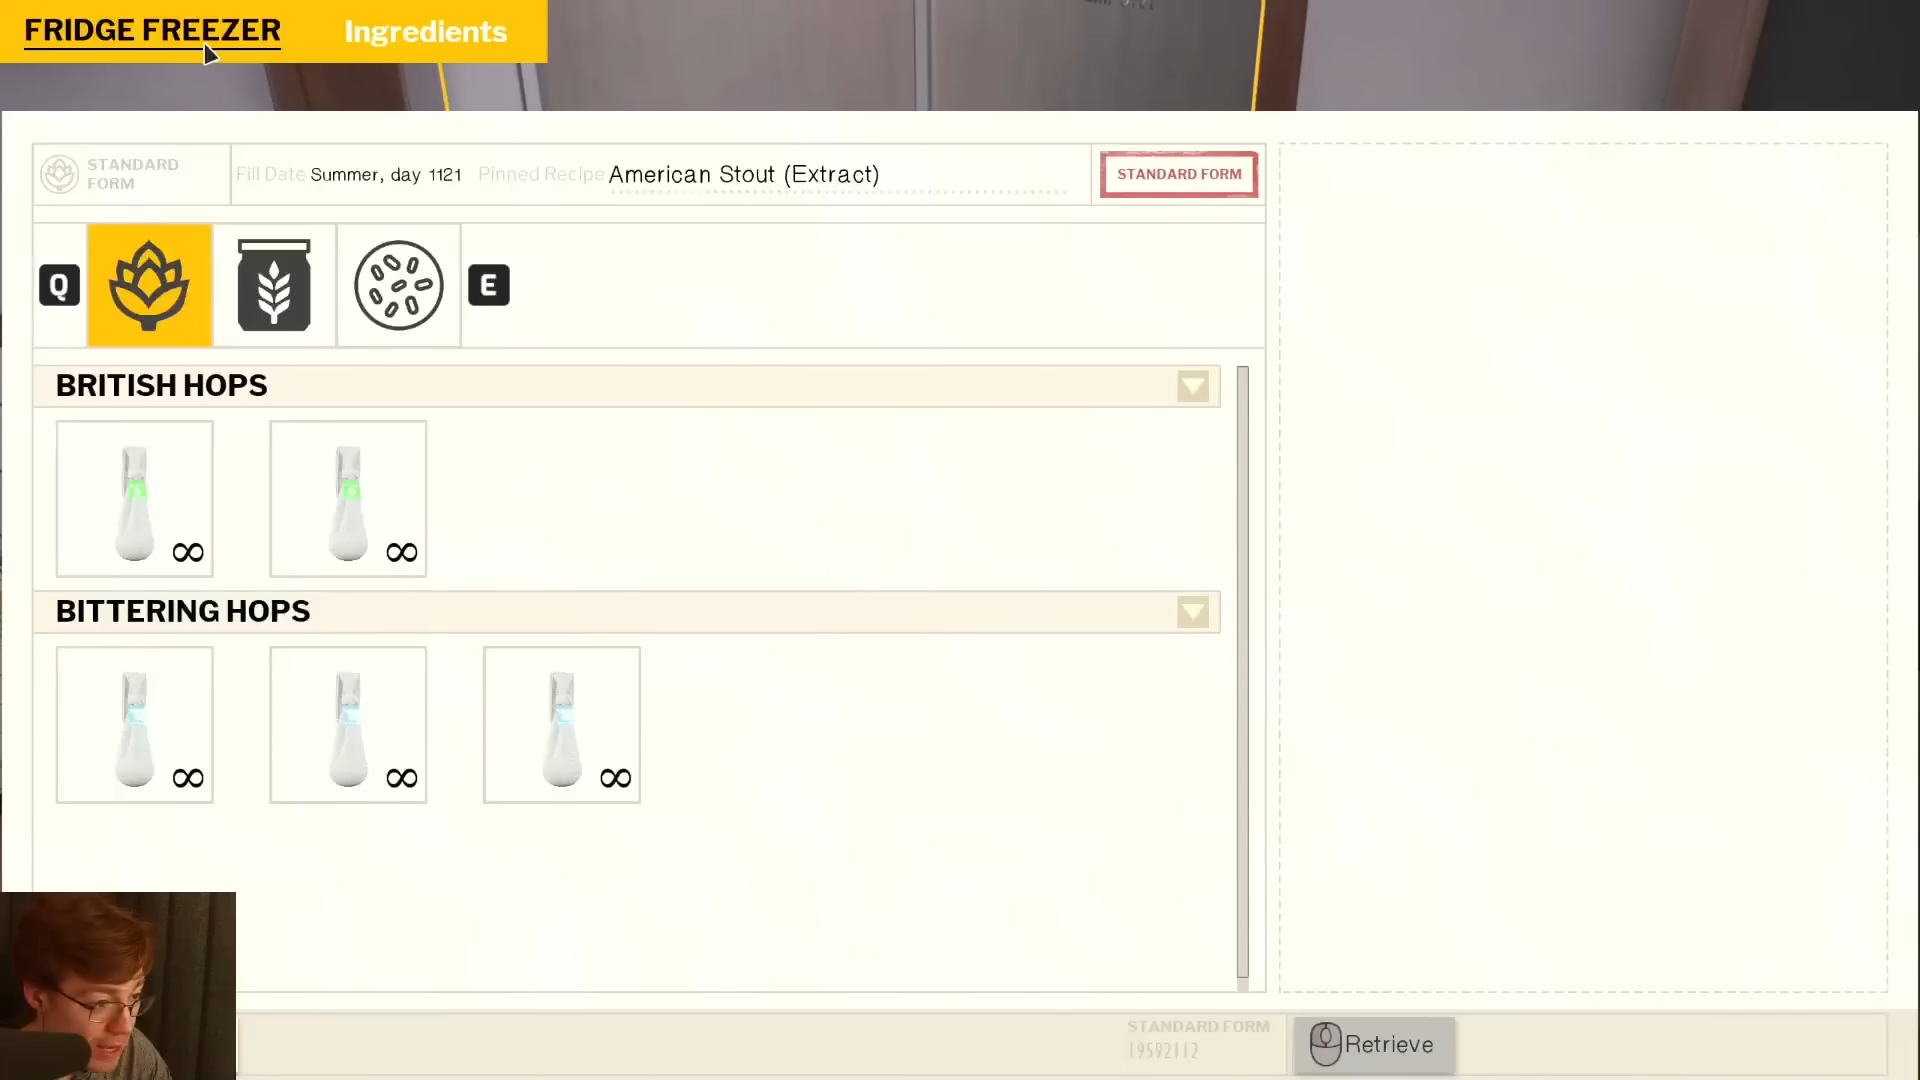 FRIDGE FREEZER Ingredients
STANDARD FORM
Fill Date Summer, day 1121 Pinned Recipe American Stout (Extract)
STANDARD FORM
Q E
BRITISH HOPS
∞ ∞
BITTERING HOPS
∞ ∞ ∞
STANDARD FORM
19592112
Retrieve